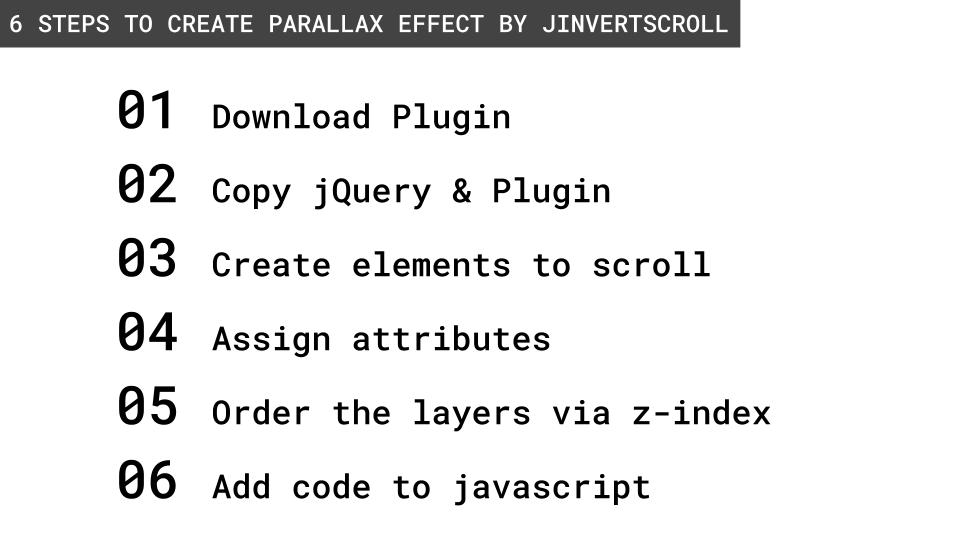 6 STEPS TO CREATE PARALLAX EFFECT BY JINVERTSCROLL
01 Download Plugin
02 Copy jQuery & Plugin
03 Create elements to scroll
04 Assign attributes
05 Order the layers via z-index
06 Add code to javascript